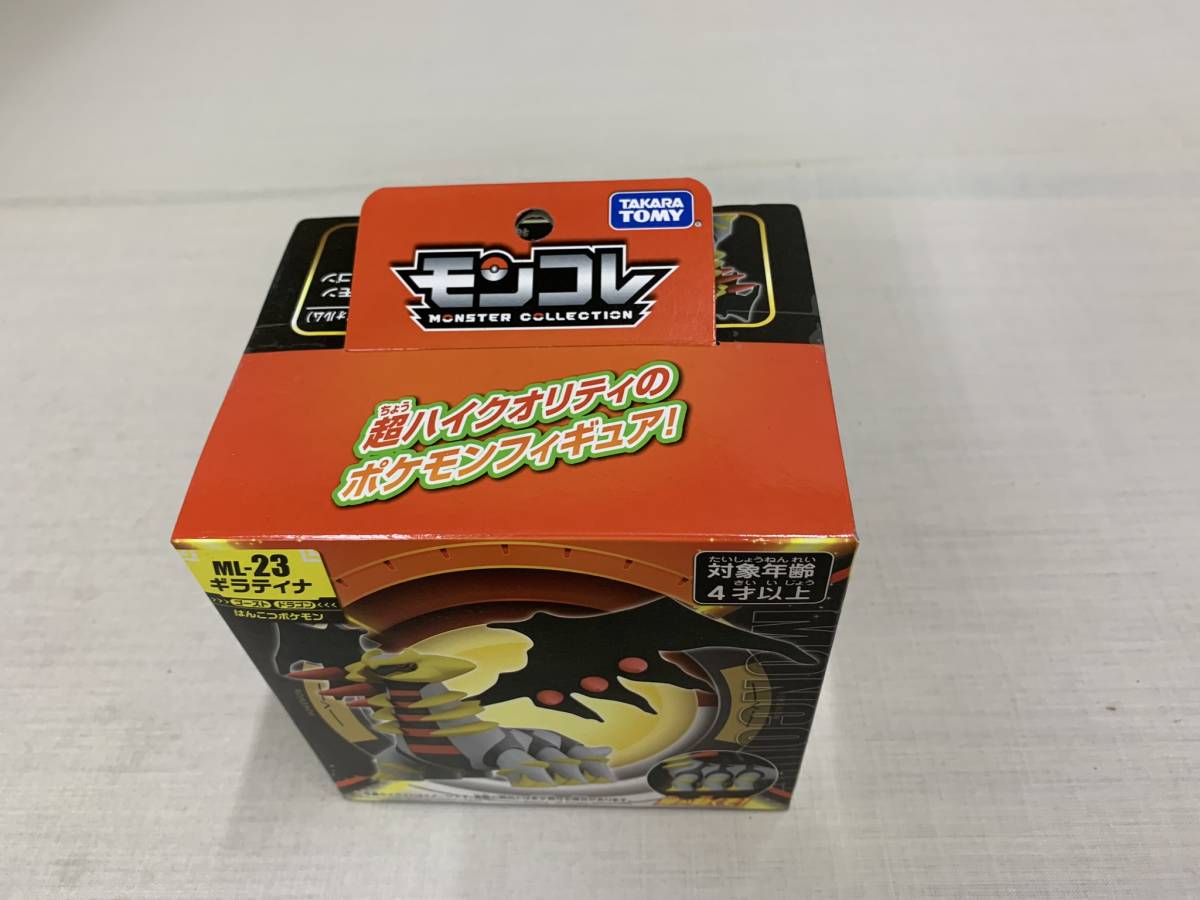 TAKARA
TOMY
モンコレ
MONSTER COLLECTION
ちょう
超ハイクオリティの
ポケモンフィギュア!
ML-23
ギラティナ
>>> ゴースト ドラゴン <<<
はんこつポケモン
たいしょうねんれい
対象年齢
さいいじょう
4才以上